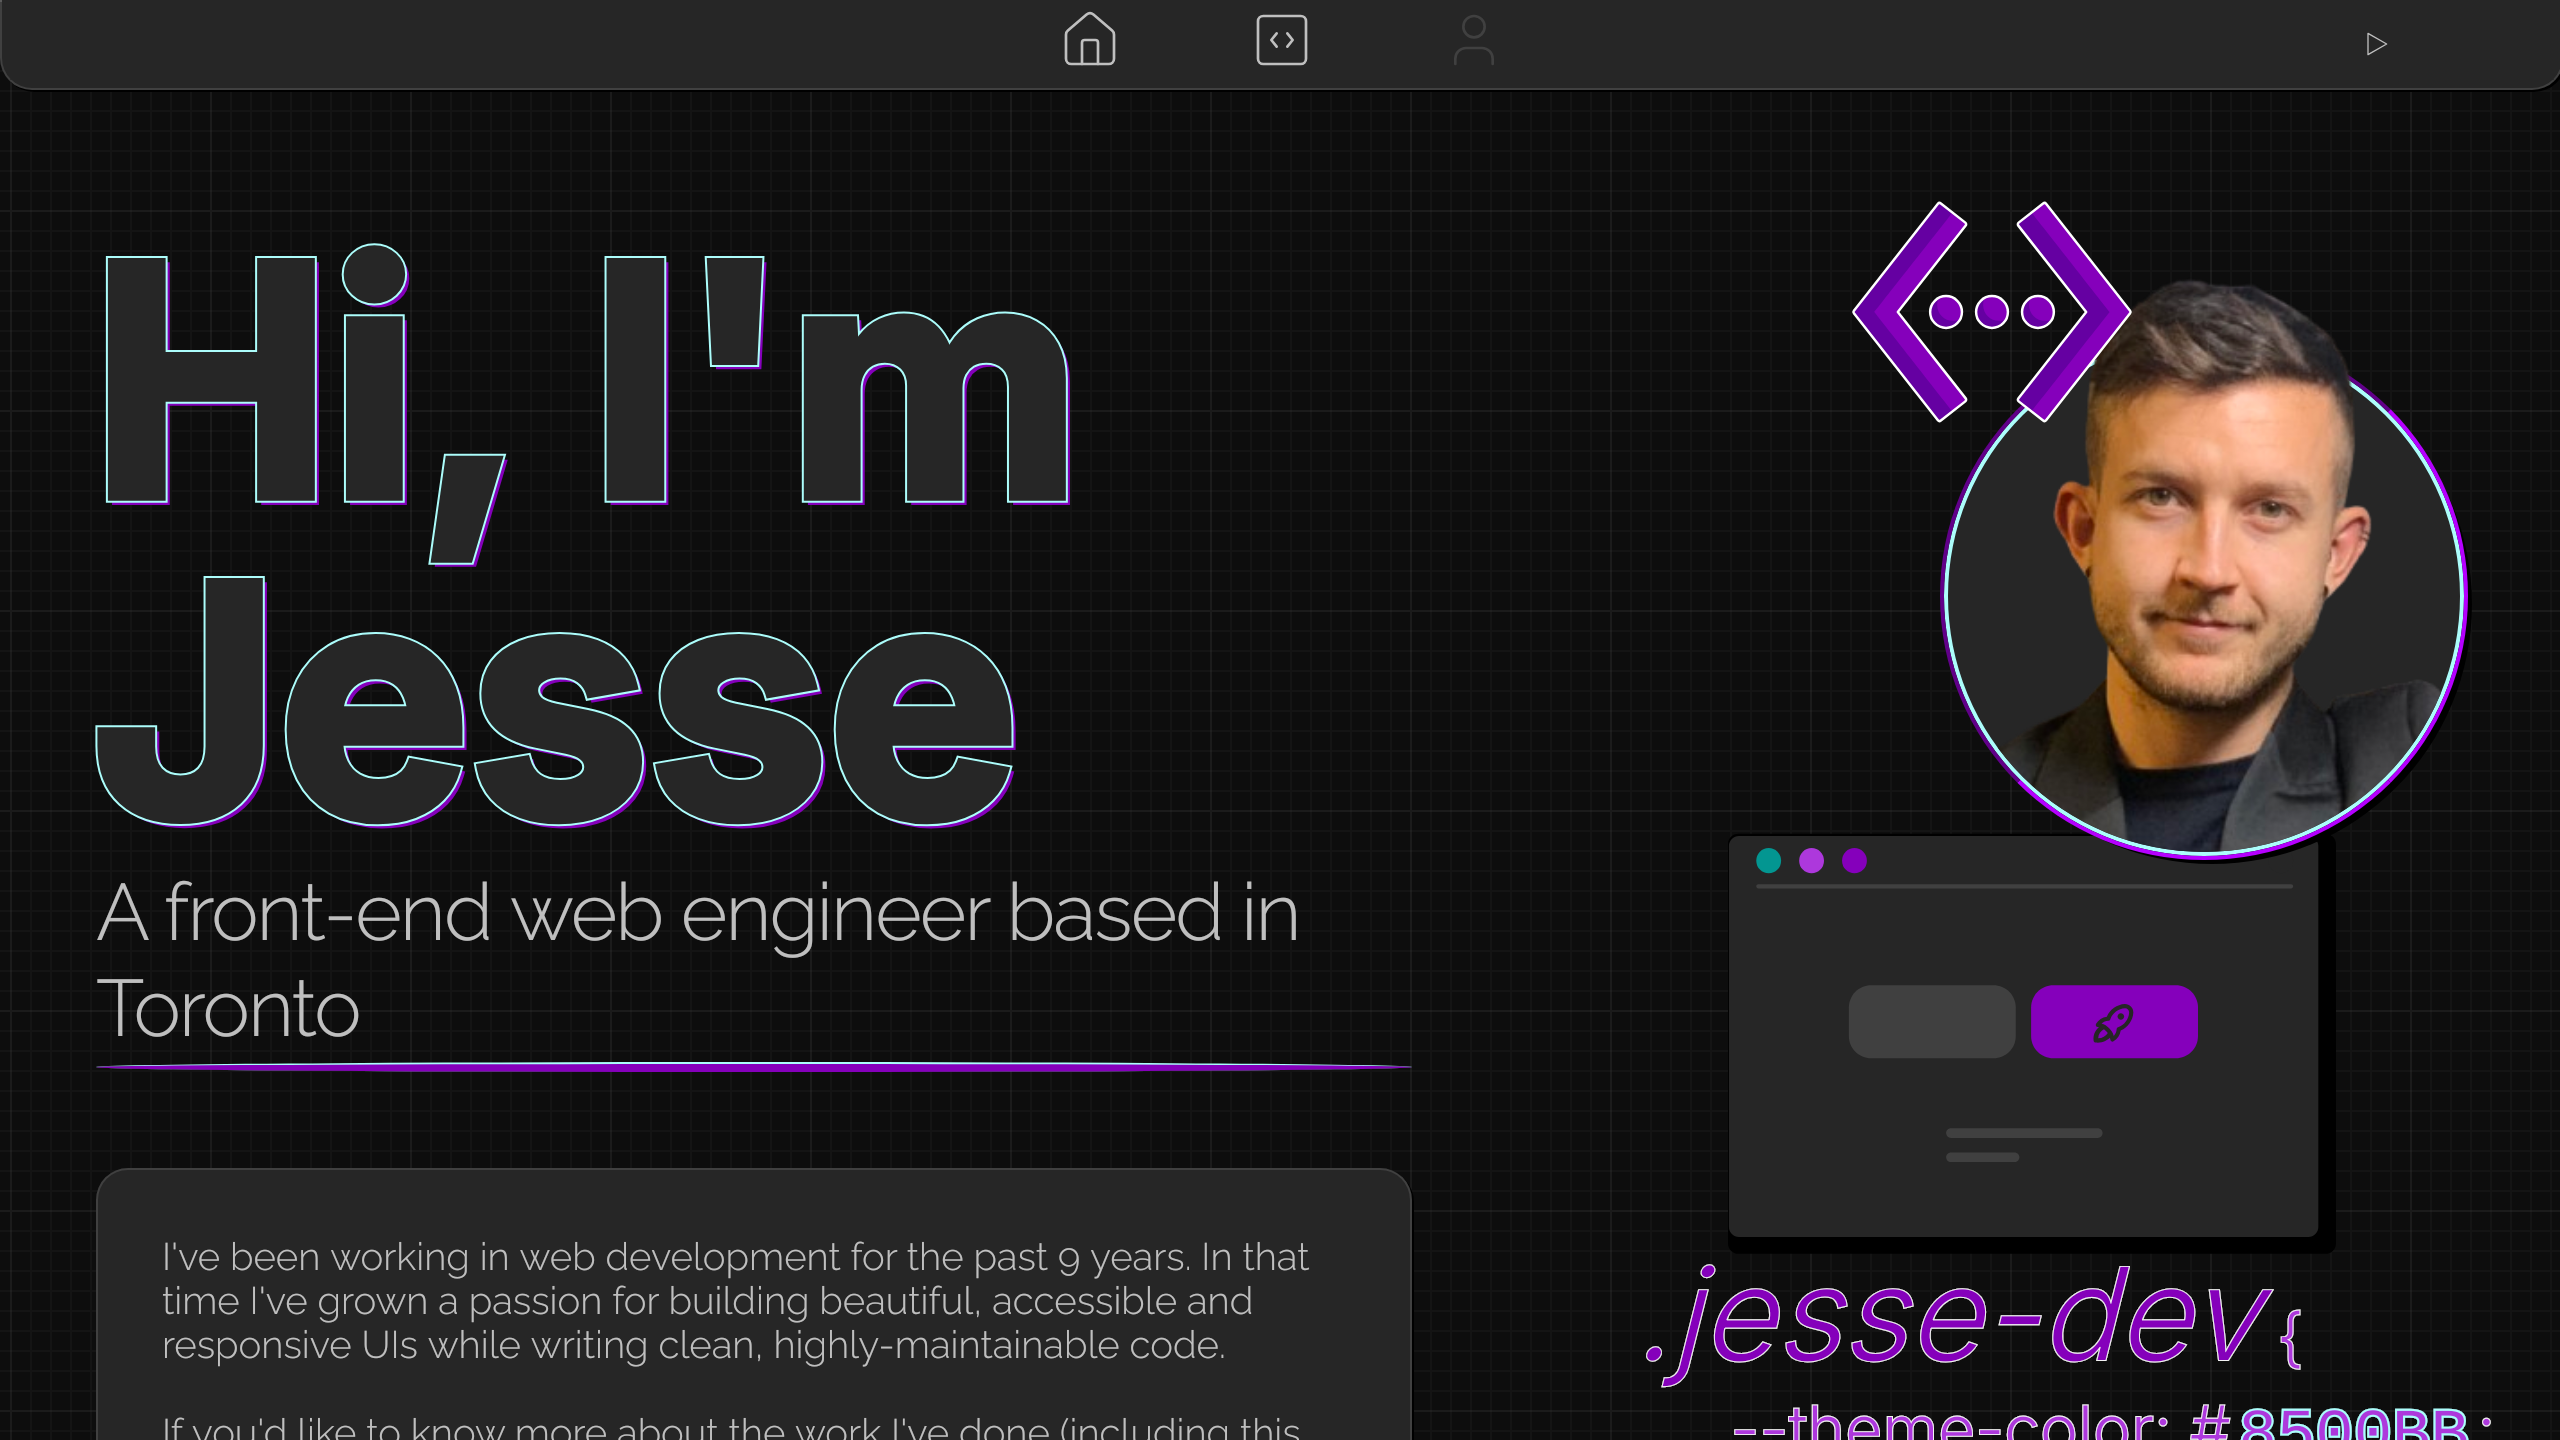 Hi, I'm
Jesse
A front-end web engineer based in
Toronto
I've been working in web development for the past 9 years. In that
time I've grown a passion for building beautiful, accessible and
responsive UIs while writing clean, highly-maintainable code.
If you'd like to know more about the work I've done (including this
.jesse-dev{
--theme-color: #8500BB;